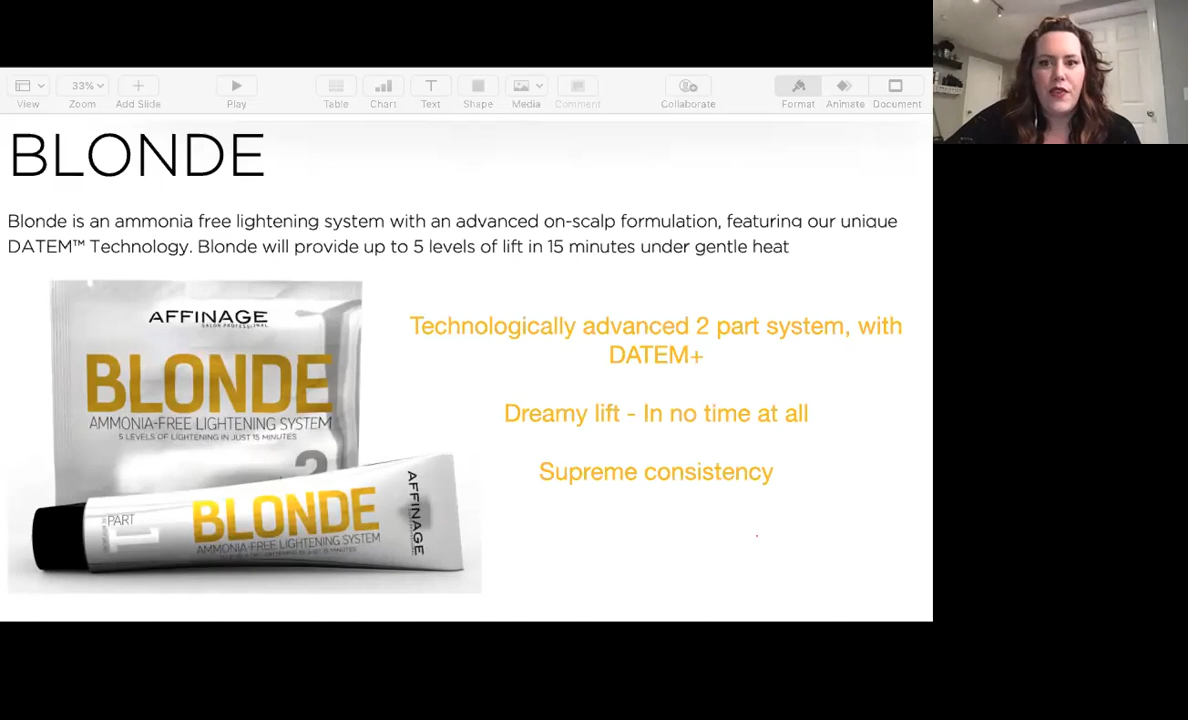 33%
View
Zoom
Add Slide
Play
Table
Chart
Text
Shape
Media
Comment
Collaborate
Format
Animate
Document
BLONDE
Blonde is an ammonia free lightening system with an advanced on-scalp formulation, featuring our unique
DATEM™ Technology. Blonde will provide up to 5 levels of lift in 15 minutes under gentle heat
AFFINAGE
SALON PROFESSIONAL
BLONDE
AMMONIA-FREE LIGHTENING SYSTEM
5 LEVELS OF LIGHTENING IN JUST 15 MINUTES
2
PART
1
BLONDE
AMMONIA-FREE LIGHTENING SYSTEM
AFFINAGE
Technologically advanced 2 part system, with
DATEM+
Dreamy lift - In no time at all
Supreme consistency